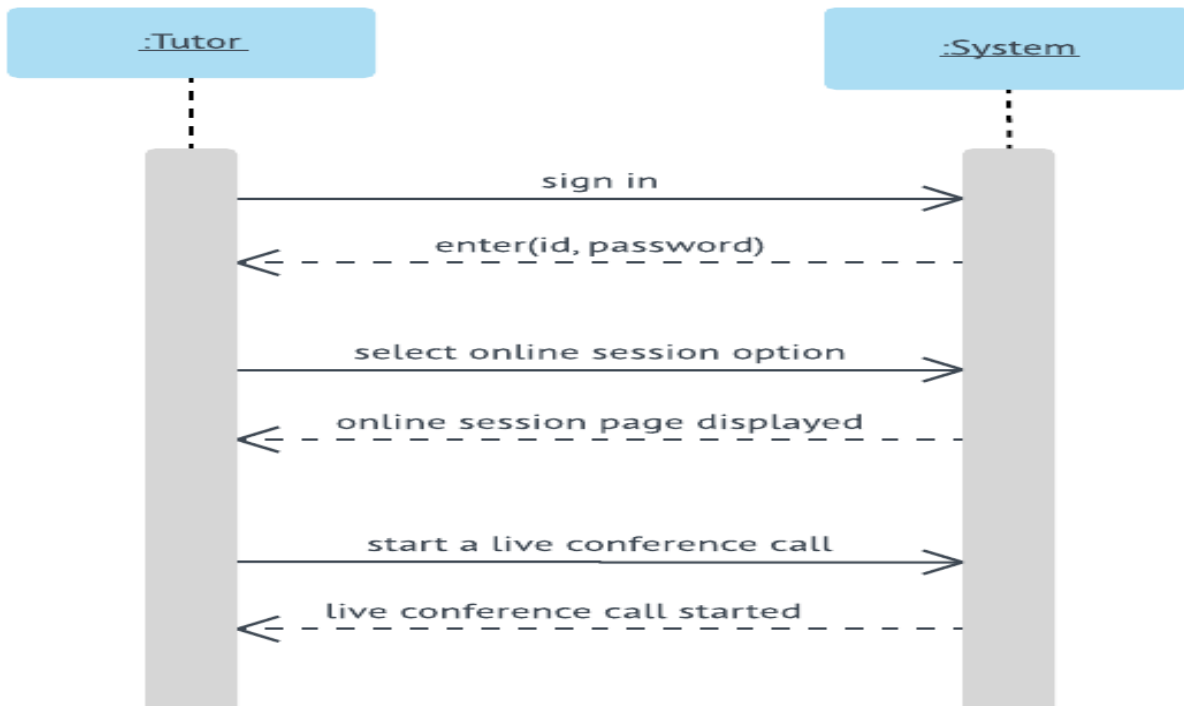 :Tutor
:System
sign in
enter(id, password)
select online session option
online session page displayed
start a live conference call
live conference call started